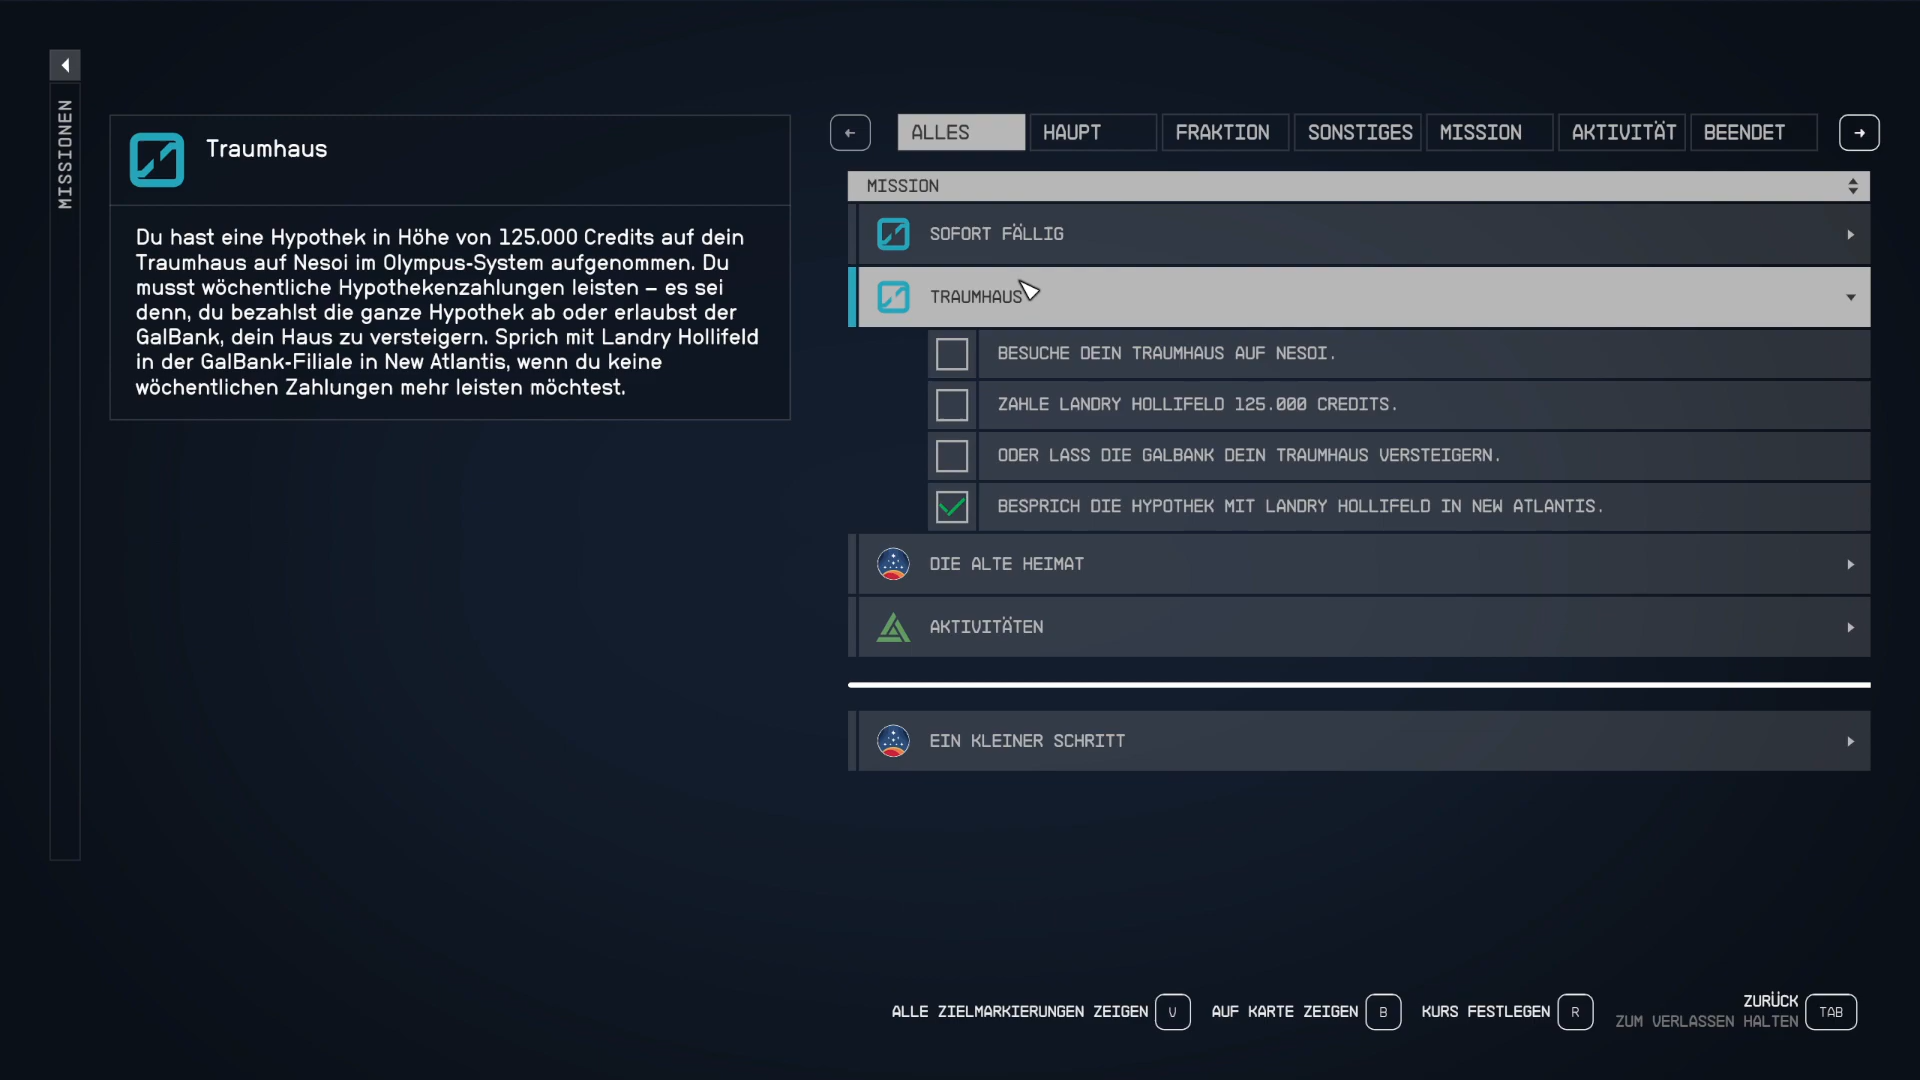 MISSIONEN
Traumhaus
Du hast eine Hypothek in Höhe von 125.000 Credits auf dein
Traumhaus auf Nesoi im Olympus-System aufgenommen. Du
musst wöchentliche Hypothekenzahlungen leisten – es sei
denn, du bezahlst die ganze Hypothek ab oder erlaubst der
GalBank, dein Haus zu versteigern. Sprich mit Landry Hollifeld
in der GalBank-Filiale in New Atlantis, wenn du keine
wöchentlichen Zahlungen mehr leisten möchtest.
ALLES HAUPT FRAKTION SONSTIGES MISSION AKTIVITÄT BEENDET
MISSION
SOFORT FÄLLIG
TRAUMHAUS
BESUCHE DEIN TRAUMHAUS AUF NESOI.
ZAHLE LANDRY HOLLIFELD 125.000 CREDITS.
ODER LASS DIE GALBANK DEIN TRAUMHAUS VERSTEIGERN.
BESPRICH DIE HYPOTHEK MIT LANDRY HOLLIFELD IN NEW ATLANTIS.
DIE ALTE HEIMAT
AKTIVITÄTEN
EIN KLEINER SCHRITT
ALLE ZIELMARKIERUNGEN ZEIGEN V AUF KARTE ZEIGEN B KURS FESTLEGEN R ZURÜCK TAB
ZUM VERLASSEN HALTEN